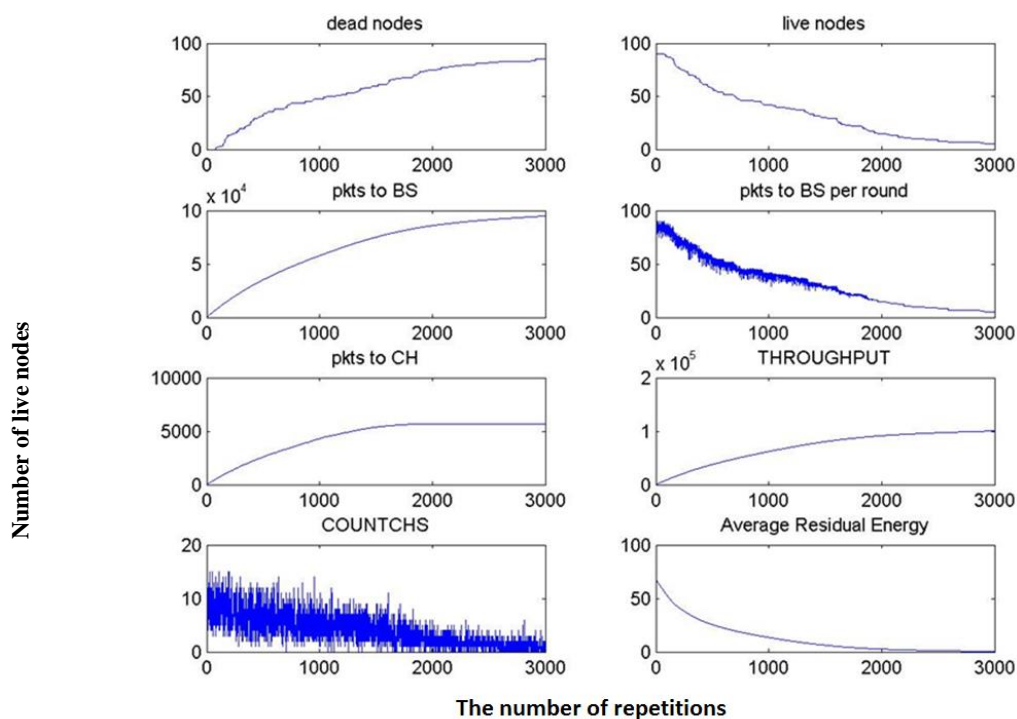 dead nodes
100
50
0
0 1000 2000 3000
live nodes
100
50
0
0 1000 2000 3000
pkts to BS
x 10^4
10
5
0
0 1000 2000 3000
pkts to BS per round
100
50
0
0 1000 2000 3000
pkts to CH
10000
5000
0
0 1000 2000 3000
THROUGHPUT
x 10^5
2
1
0
0 1000 2000 3000
COUNTCHS
20
10
0
0 1000 2000 3000
Average Residual Energy
100
50
0
0 1000 2000 3000
Number of live nodes
The number of repetitions